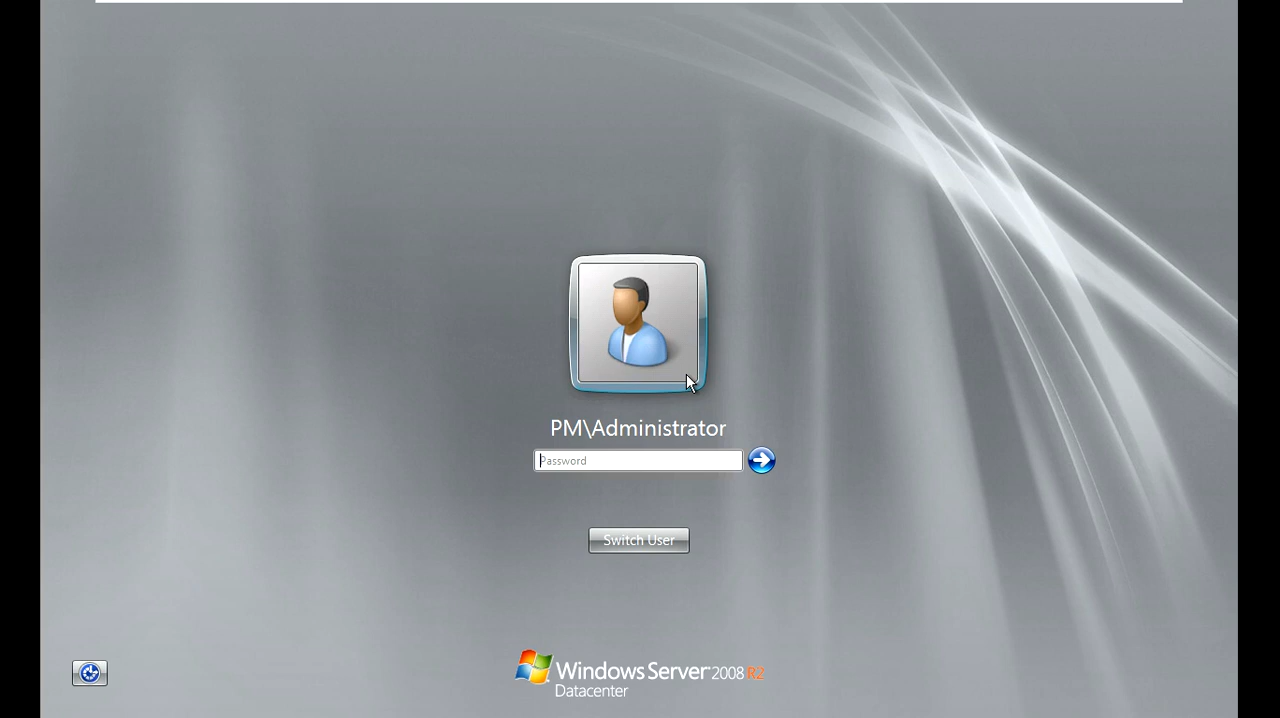 PM\Administrator
Password
Switch User
Windows Server 2008 R2
Datacenter